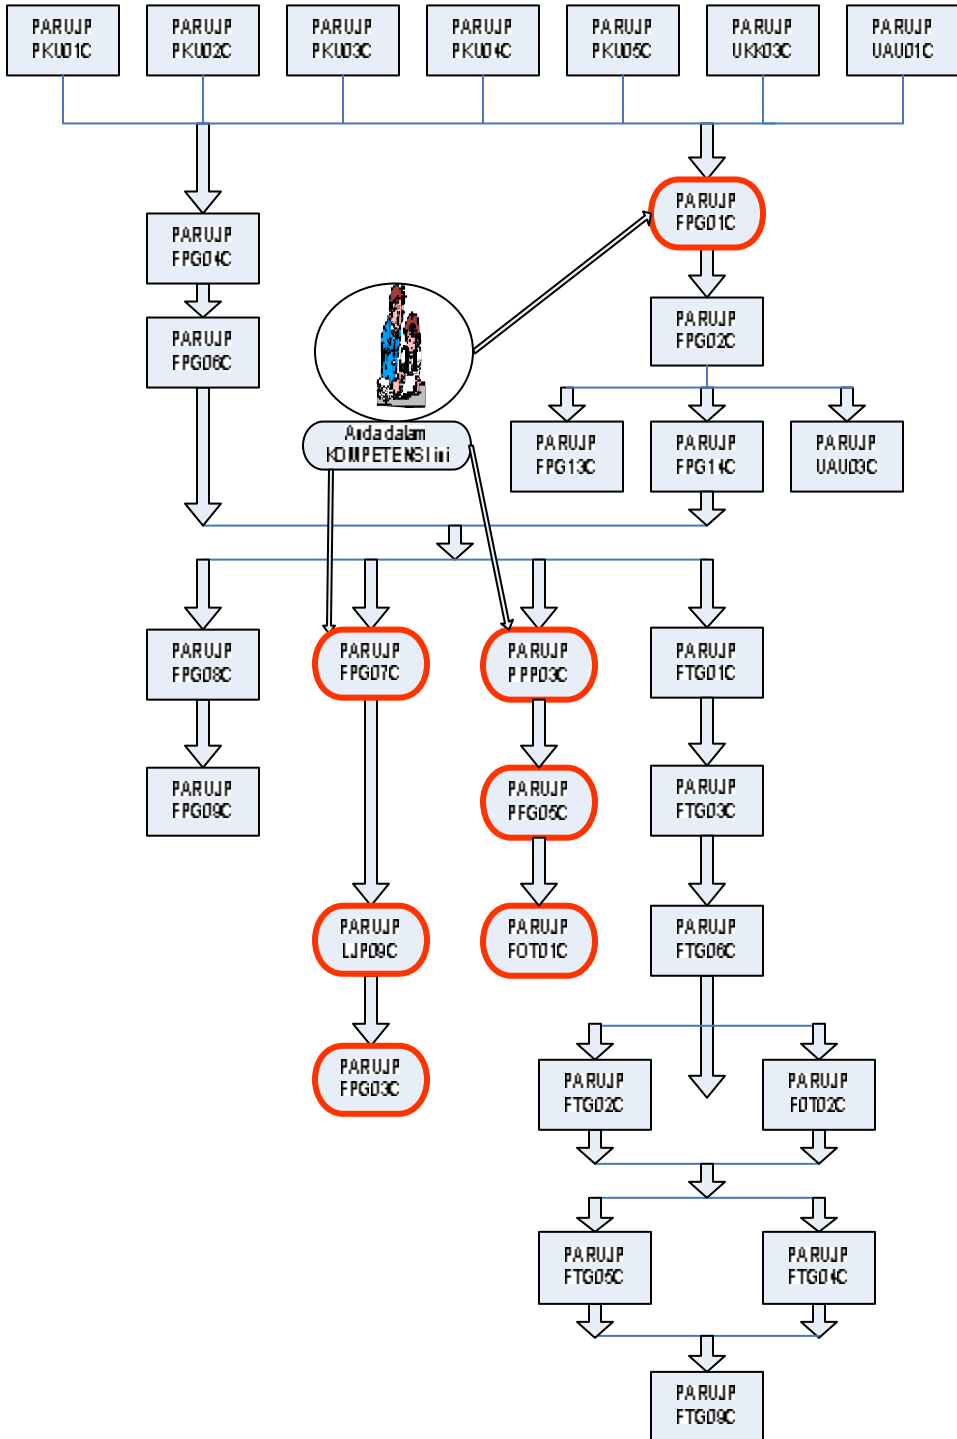 PARUJP
PKU01C
PARUJP
PKU02C
PARUJP
PKU03C
PARUJP
PKU04C
PARUJP
PKU05C
PARUJP
UKK03C
PARUJP
UAU01C
PARUJP
FPG01C
PARUJP
FPG04C
PARUJP
FPG02C
PARUJP
FPG06C
Anda dalam
KOMPETENSI ini
PARUJP
FPG13C
PARUJP
FPG14C
PARUJP
UAU03C
PARUJP
FPG08C
PARUJP
FPG07C
PARUJP
PPP03C
PARUJP
FTG01C
PARUJP
FPG09C
PARUJP
PFG05C
PARUJP
FTG03C
PARUJP
LJP09C
PARUJP
FOT01C
PARUJP
FTG06C
PARUJP
FPG03C
PARUJP
FTG02C
PARUJP
FOT02C
PARUJP
FTG05C
PARUJP
FTG04C
PARUJP
FTG09C